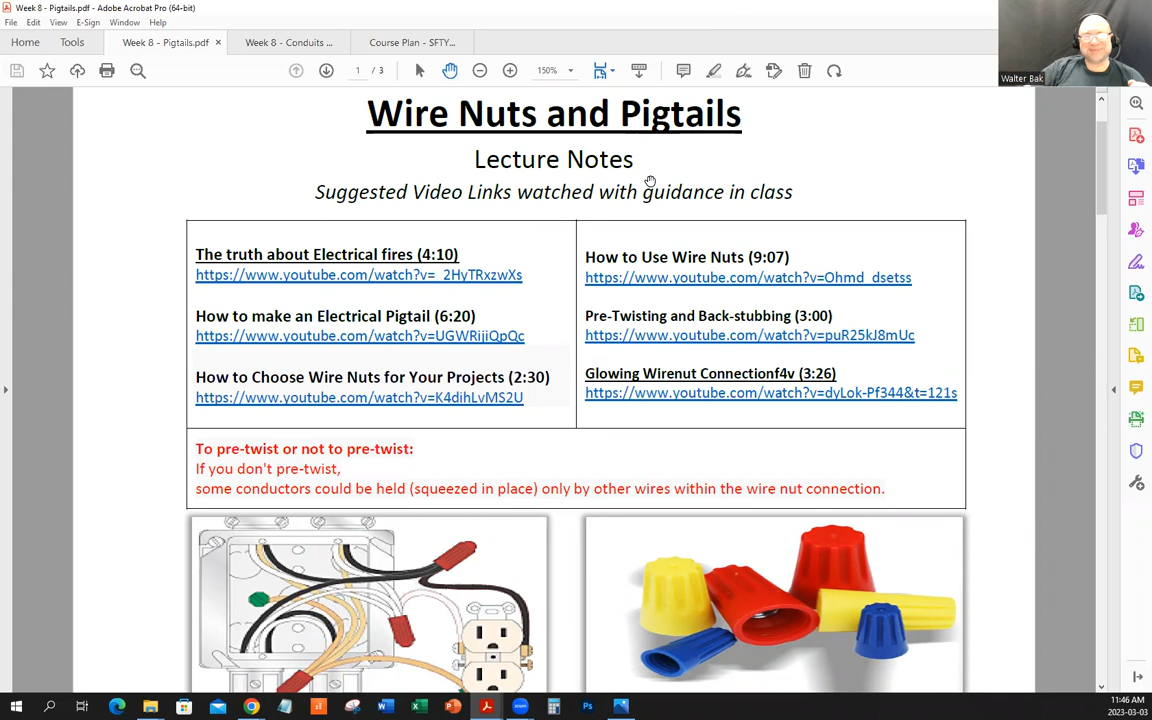 Week 8 - Pigtails.pdf - Adobe Acrobat Pro (64-bit)
File Edit View E-Sign Window Help
Home Tools Week 8 - Pigtails.pdf × Week 8 - Conduits ... Course Plan - SFTY...
1 / 3 150%
Walter Bak
Wire Nuts and Pigtails
Lecture Notes
Suggested Video Links watched with guidance in class
The truth about Electrical fires (4:10)
https://www.youtube.com/watch?v=_2HyTRxzwXs
How to make an Electrical Pigtail (6:20)
https://www.youtube.com/watch?v=UGWRijiQpQc
How to Choose Wire Nuts for Your Projects (2:30)
https://www.youtube.com/watch?v=K4dihLvMS2U
How to Use Wire Nuts (9:07)
https://www.youtube.com/watch?v=Ohmd_dsetss
Pre-Twisting and Back-stubbing (3:00)
https://www.youtube.com/watch?v=puR25kJ8mUc
Glowing Wirenut Connectionf4v (3:26)
https://www.youtube.com/watch?v=dyLok-Pf344&t=121s
To pre-twist or not to pre-twist:
If you don't pre-twist,
some conductors could be held (squeezed in place) only by other wires within the wire nut connection.
11:46 AM
2023-03-03